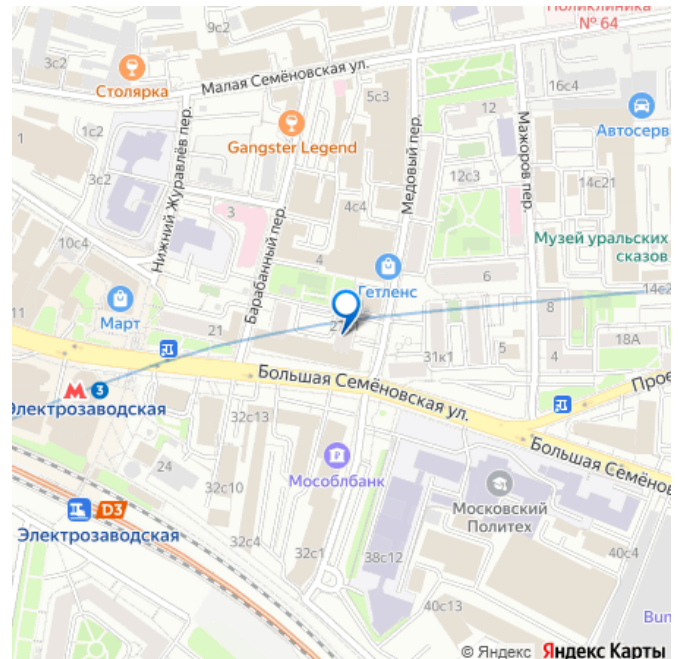 Поликлиника
№ 64
9с2
3с2
Столярка
Малая Семёновская ул.
16с4
5с3
12
Автосерв
Gangster Legend
1с2
1
3с2
Нижний Журавлёв пер.
Барабанный пер.
Медовый пер.
Мажоров пер.
12с3
14с21
3
4с4
10с4
4
Музей уральских
сказов
6
Гетленс
14с2
Март
11
21
8
18А
31к1
5
4
Большая Семёновская ул.
Прое
3
Электрозаводская
32с13
Большая Семёнов
24
Мособлбанк
32с10
Московский
Политех
D3
Электрозаводская
32с4
32с1
38с12
40с4
40с13
Bun
© Яндекс Яндекс Карты